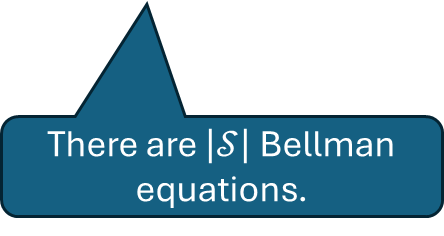 There are |𝒮| Bellman
equations.